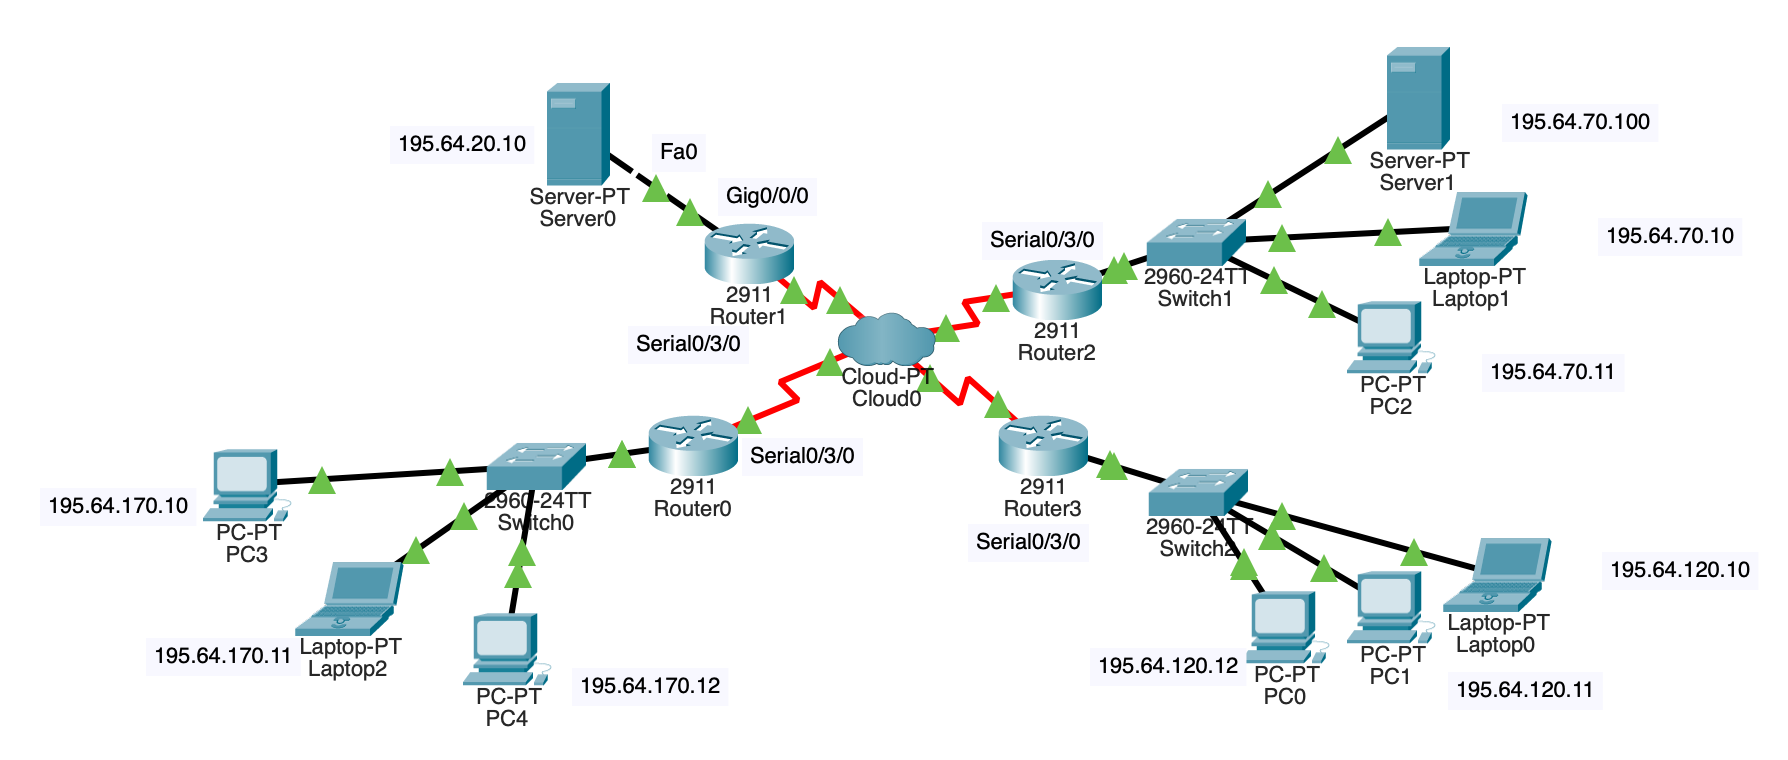 195.64.20.10
Fa0
Server-PT
Server0
Gig0/0/0
2911
Router1
Serial0/3/0
195.64.70.100
Server-PT
Server1
195.64.70.10
Laptop-PT
Laptop1
Serial0/3/0
2960-24TT
Switch1
2911
Router2
195.64.70.11
PC-PT
PC2
Cloud-PT
Cloud0
195.64.170.10
PC-PT
PC3
2960-24TT
Switch0
2911
Router0
Serial0/3/0
195.64.170.11
Laptop-PT
Laptop2
PC-PT
PC4
195.64.170.12
2911
Router3
Serial0/3/0
2960-24TT
Switch2
195.64.120.10
Laptop-PT
Laptop0
195.64.120.12
PC-PT
PC0
PC-PT
PC1
195.64.120.11